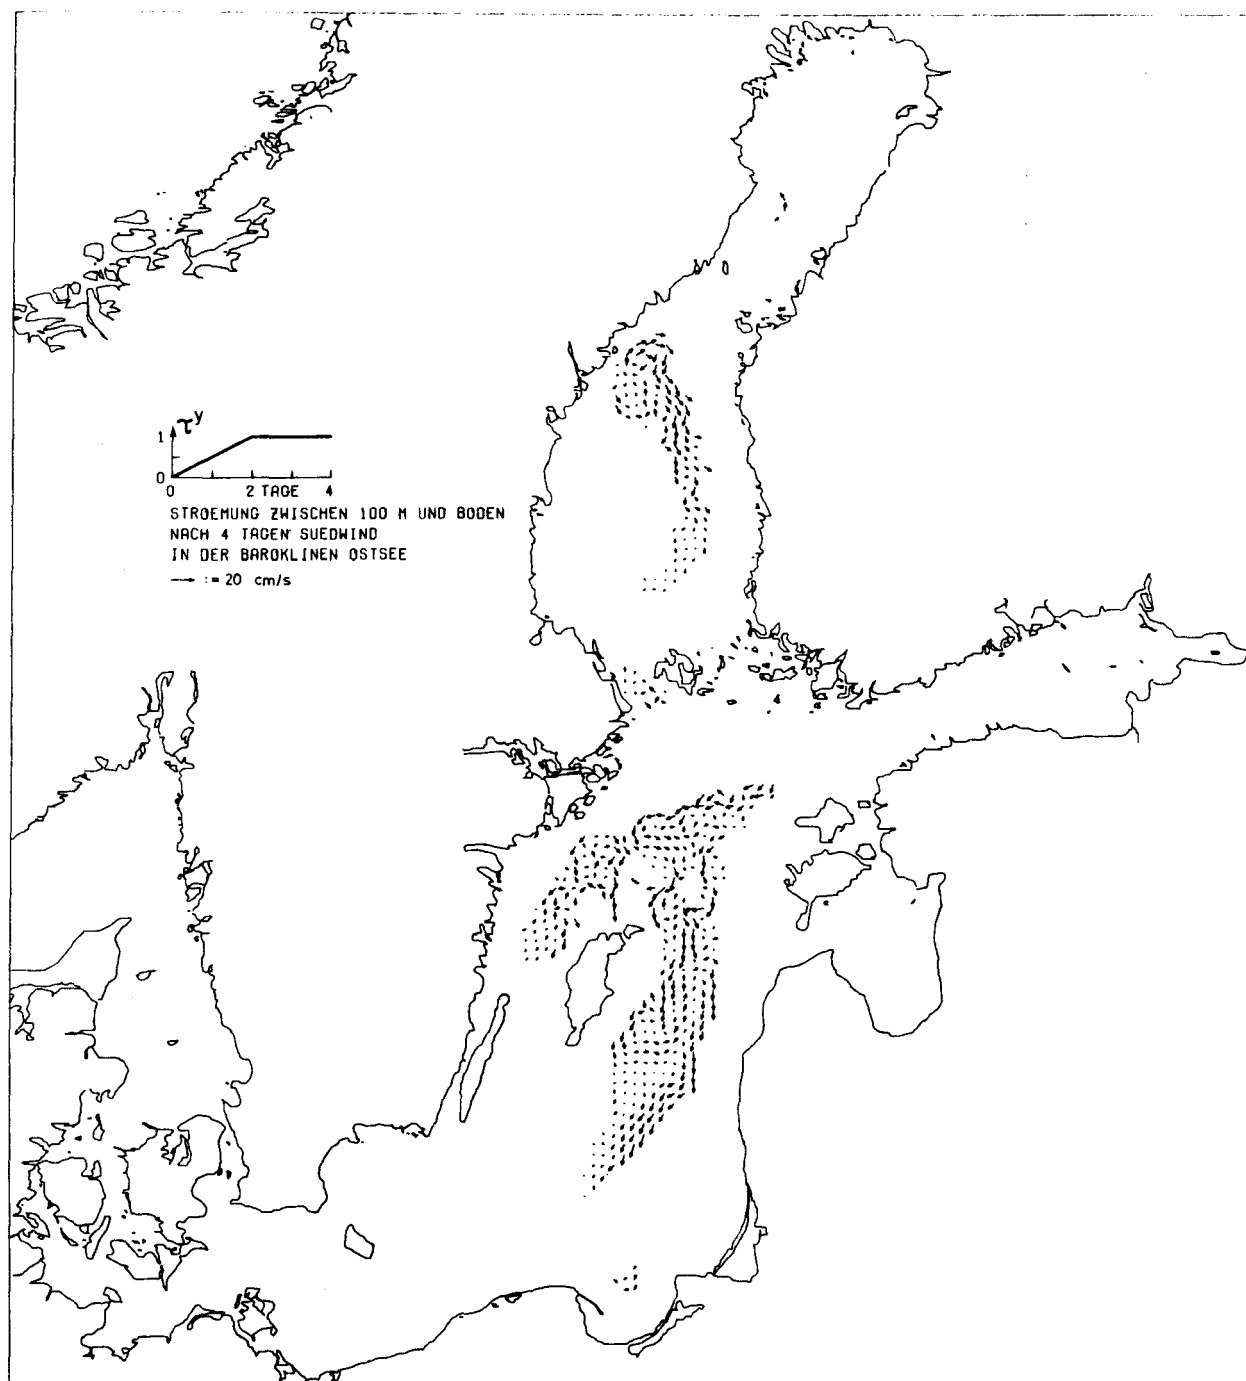 τʸ
1
0
0 2 TAGE 4
STROEMUNG ZWISCHEN 100 M UND BODEN
NACH 4 TAGEN SUEDWIND
IN DER BAROKLINEN OSTSEE
→ := 20 cm/s